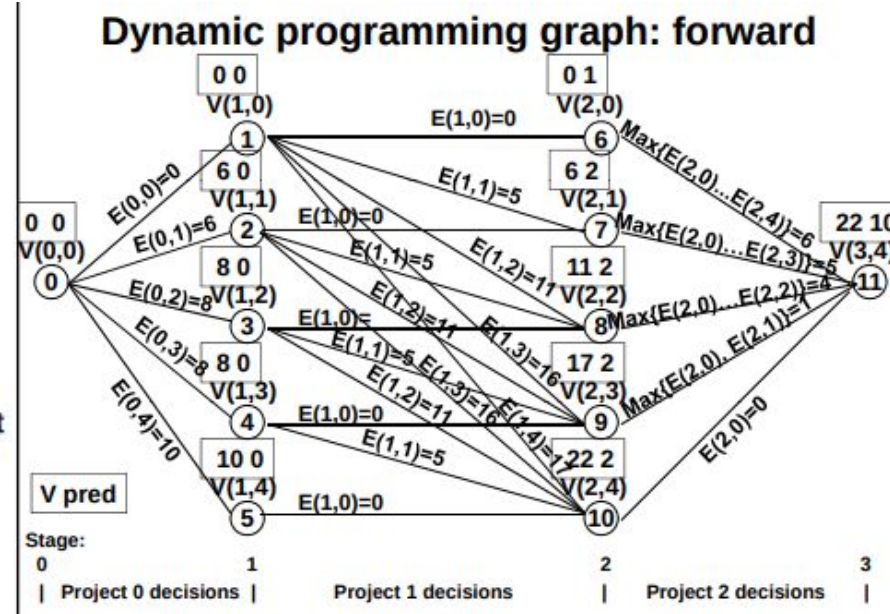 Dynamic programming graph: forward
0 0
V(1,0)
0 1
V(2,0)
E(1,0)=0
1
6
Max{E(2,0)...E(2,4)}=6
E(0,0)=0
6 0
V(1,1)
E(1,1)=5
6 2
V(2,1)
0 0
V(0,0)
0
E(0,1)=6
2
E(1,0)=0
7
Max{E(2,0)...E(2,3)}=5
22 10
V(3,4)
11
E(1,1)=5
E(1,2)=11
8 0
V(1,2)
11 2
V(2,2)
E(0,2)=8
3
E(1,0)=
E(1,2)=11
8
Max{E(2,0)...E(2,2)}=4
E(1,3)=16
E(0,3)=8
8 0
V(1,3)
E(1,1)=5
E(1,3)=16
17 2
V(2,3)
E(1,2)=11
4
E(1,0)=0
9
Max{E(2,0), E(2,1)}=1
E(0,4)=10
E(1,1)=5
E(1,4)=17
10 0
V(1,4)
22 2
V(2,4)
E(2,0)=0
5
E(1,0)=0
10
t
V pred
Stage:
0 1 2 3
| Project 0 decisions | Project 1 decisions | Project 2 decisions |